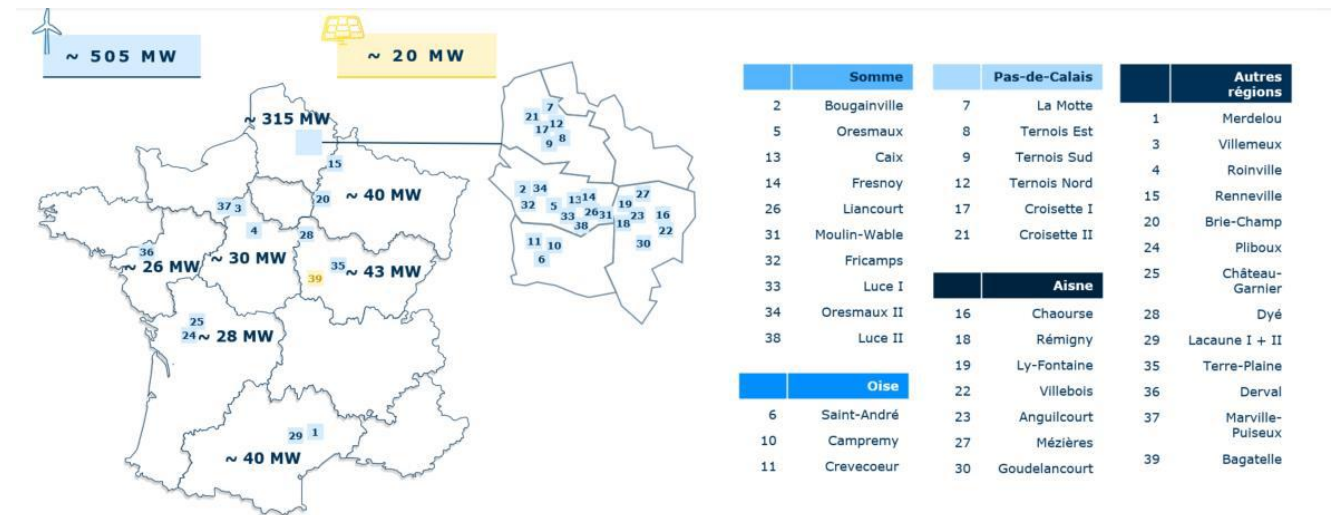 ~ 505 MW
~ 20 MW
~ 315 MW
15
~ 40 MW
20
37 3
4
28
36
~ 26 MW
~ 30 MW
35
~ 43 MW
39
25
24
~ 28 MW
29 1
~ 40 MW
7
21
12
17
8
9
2 34
32
5
13 14
33
26 31
38
27
19
23
16
18
22
30
11 10
6
Somme
2 Bougainville
5 Oresmaux
13 Caix
14 Fresnoy
26 Liancourt
31 Moulin-Wable
32 Fricamps
33 Luce I
34 Oresmaux II
38 Luce II
Oise
6 Saint-André
10 Campremy
11 Crevecoeur
Pas-de-Calais
7 La Motte
8 Ternois Est
9 Ternois Sud
12 Ternois Nord
17 Croisette I
21 Croisette II
Aisne
16 Chaourse
18 Rémigny
19 Ly-Fontaine
22 Villebois
23 Anguilcourt
27 Mézières
30 Goudelancourt
Autres
régions
1 Merdelou
3 Villemeux
4 Roinville
15 Renneville
20 Brie-Champ
24 Pliboux
25 Château-
Garnier
28 Dyé
29 Lacaune I + II
35 Terre-Plaine
36 Derval
37 Marville-
Puiseux
39 Bagatelle